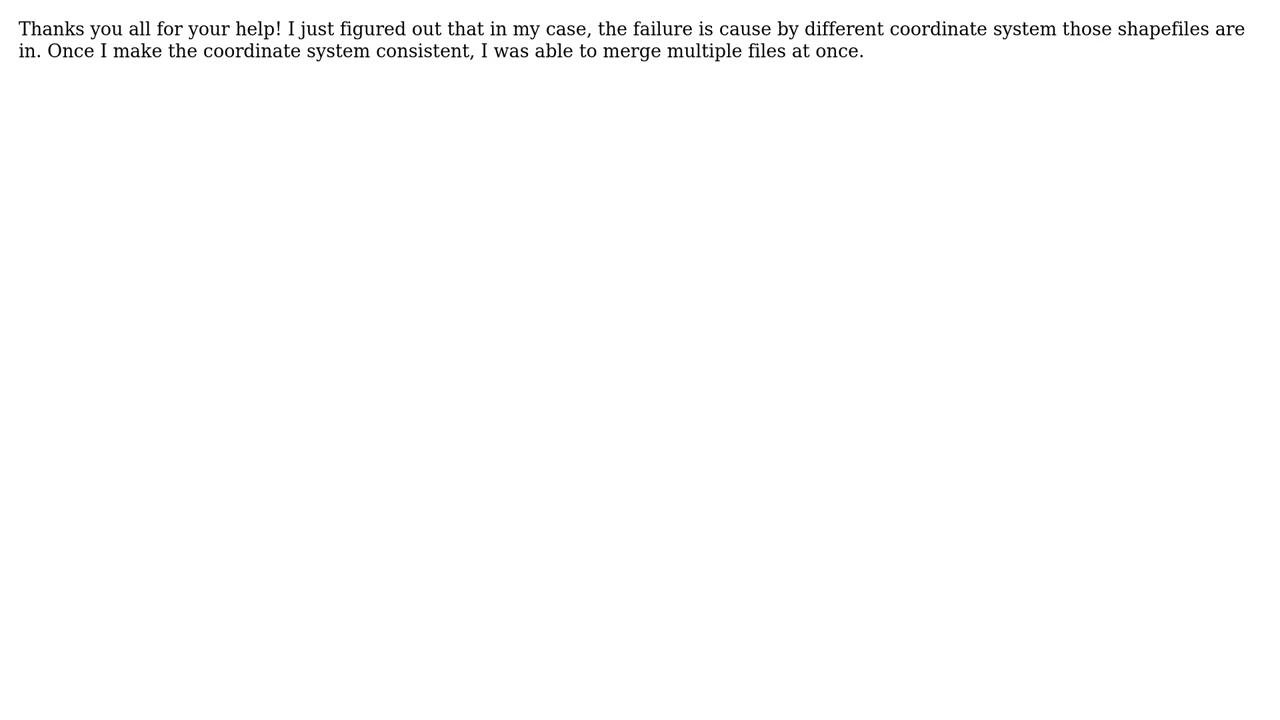 Thanks you all for your help! I just figured out that in my case, the failure is cause by different coordinate system those shapefiles are
in. Once I make the coordinate system consistent, I was able to merge multiple files at once.